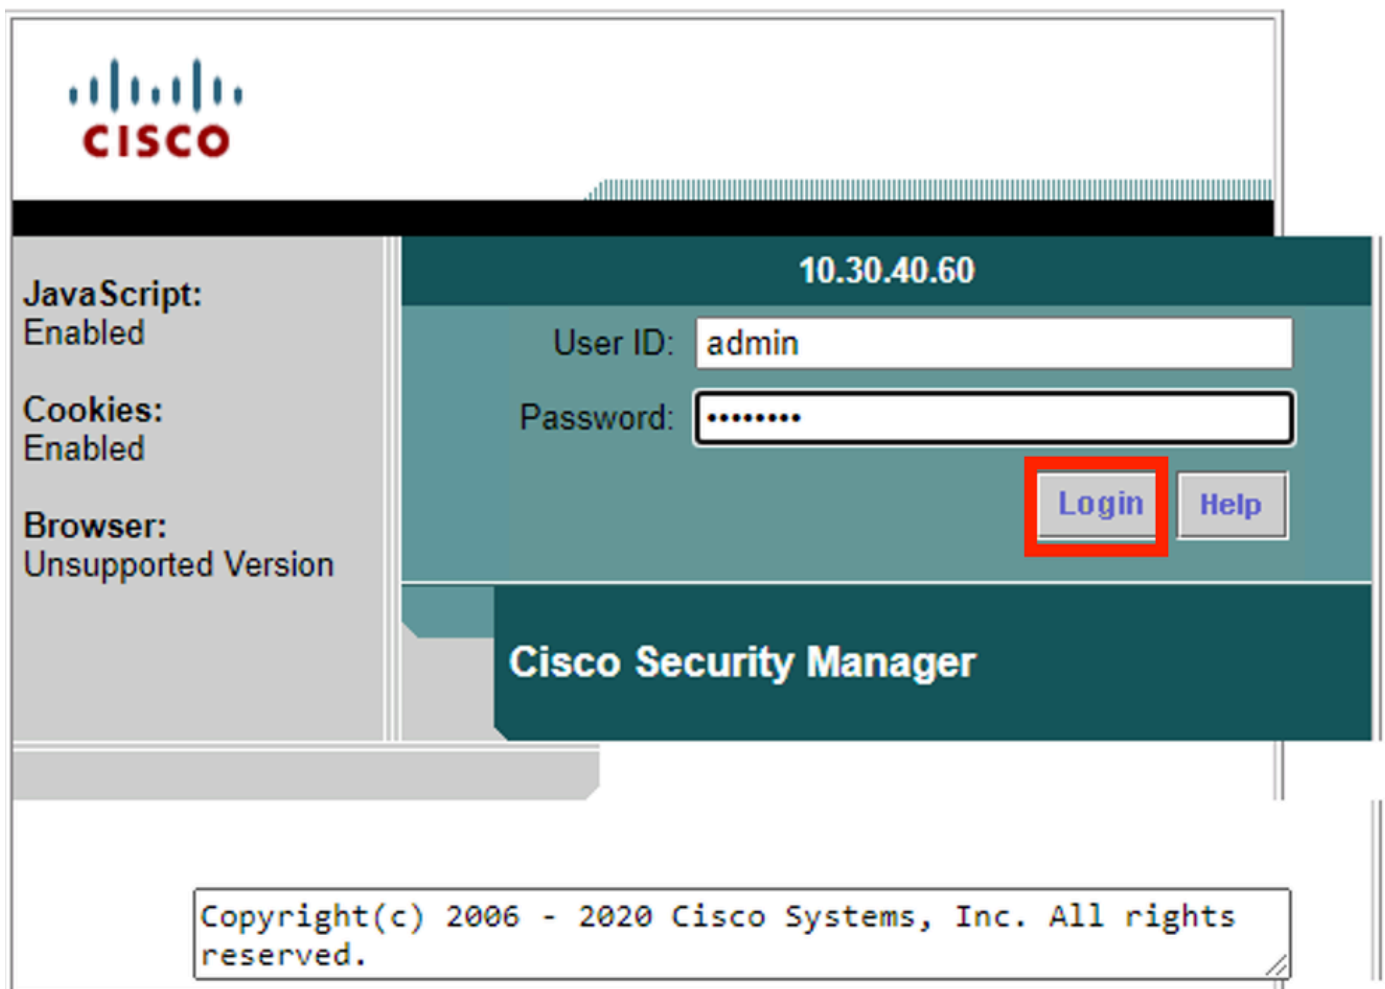 CISCO
10.30.40.60
JavaScript:
Enabled
Cookies:
Enabled
Browser:
Unsupported Version
User ID: admin
Password: ••••••••
Login Help
Cisco Security Manager
Copyright(c) 2006 - 2020 Cisco Systems, Inc. All rights
reserved.